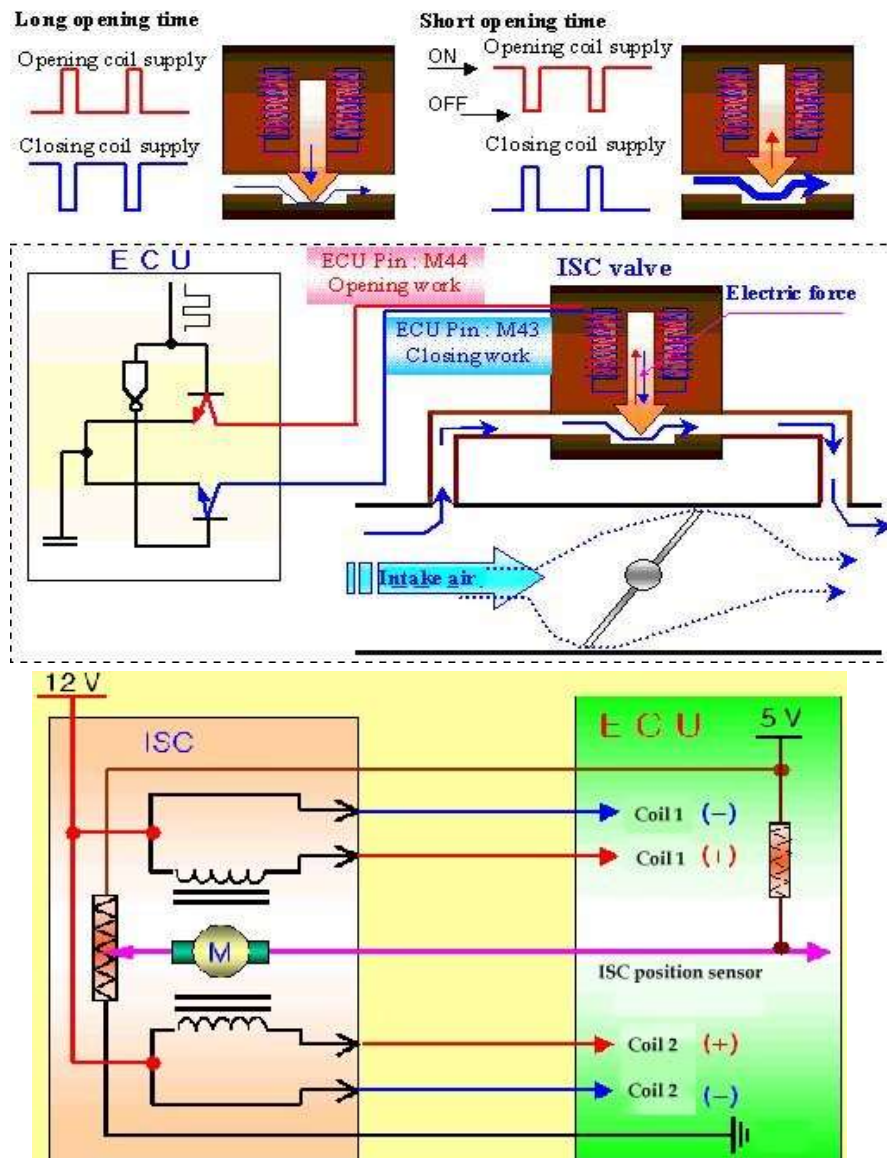 Long opening time
Opening coil supply
Closing coil supply
Short opening time
Opening coil supply
ON
OFF
Closing coil supply
ECU
ECU Pin : M44
Opening work
ECU Pin : M43
Closing work
ISC valve
Electric force
Intake air
12 V
ISC
ECU
5 V
Coil 1 (−)
Coil 1 (+)
M
ISC position sensor
Coil 2 (+)
Coil 2 (−)